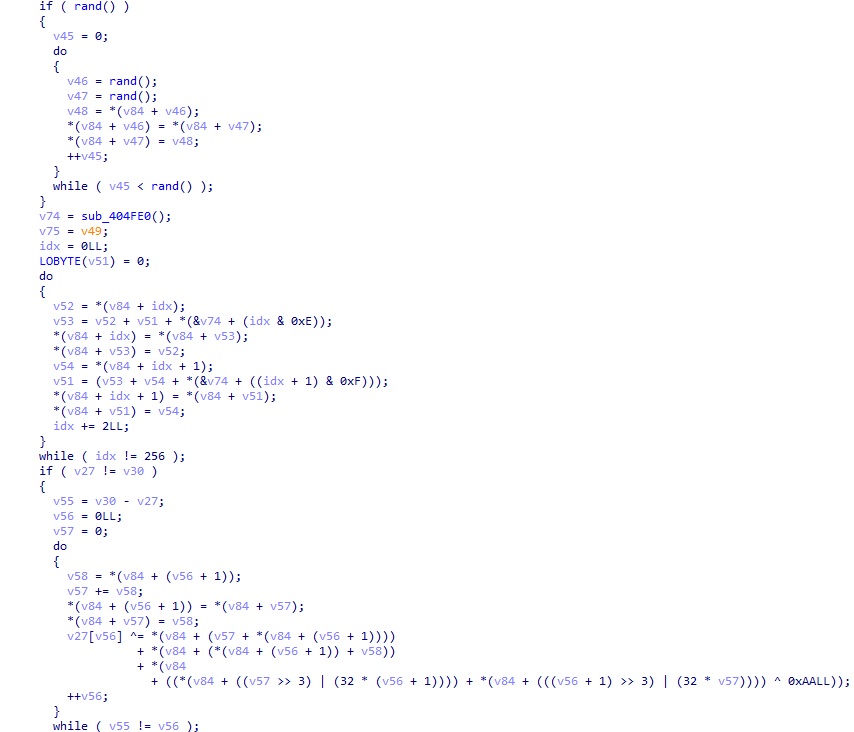 if ( rand() )
{
v45 = 0;
do
{
v46 = rand();
v47 = rand();
v48 = *(v84 + v46);
*(v84 + v46) = *(v84 + v47);
*(v84 + v47) = v48;
++v45;
}
while ( v45 < rand() );
}
v74 = sub_404FE0();
v75 = v49;
idx = 0LL;
LOBYTE(v51) = 0;
do
{
v52 = *(v84 + idx);
v53 = v52 + v51 + *(&v74 + (idx & 0xE));
*(v84 + idx) = *(v84 + v53);
*(v84 + v53) = v52;
v54 = *(v84 + idx + 1);
v51 = (v53 + v54 + *(&v74 + ((idx + 1) & 0xF)));
*(v84 + idx + 1) = *(v84 + v51);
*(v84 + v51) = v54;
idx += 2LL;
}
while ( idx != 256 );
if ( v27 != v30 )
{
v55 = v30 - v27;
v56 = 0LL;
v57 = 0;
do
{
v58 = *(v84 + (v56 + 1));
v57 += v58;
*(v84 + (v56 + 1)) = *(v84 + v57);
*(v84 + v57) = v58;
v27[v56] ^= *(v84 + (v57 + *(v84 + (v56 + 1))))
+ *(v84 + (*(v84 + (v56 + 1)) + v58))
+ *(v84
+ ((*(v84 + ((v57 >> 3) | (32 * (v56 + 1)))) + *(v84 + (((v56 + 1) >> 3) | (32 * v57)))) ^ 0xAALL));
++v56;
}
while ( v55 != v56 );